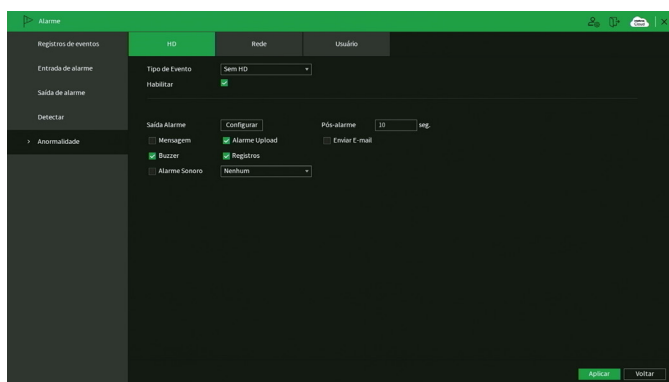 Alarme
Registros de eventos
Entrada de alarme
Saída de alarme
Detectar
> Anormalidade
HD Rede Usuário
Tipo de Evento Sem HD
Habilitar
Saída Alarme Configurar Pós-alarme 10 seg.
Mensagem Alarme Upload Enviar E-mail
Buzzer Registros
Alarme Sonoro Nenhum
Aplicar Voltar